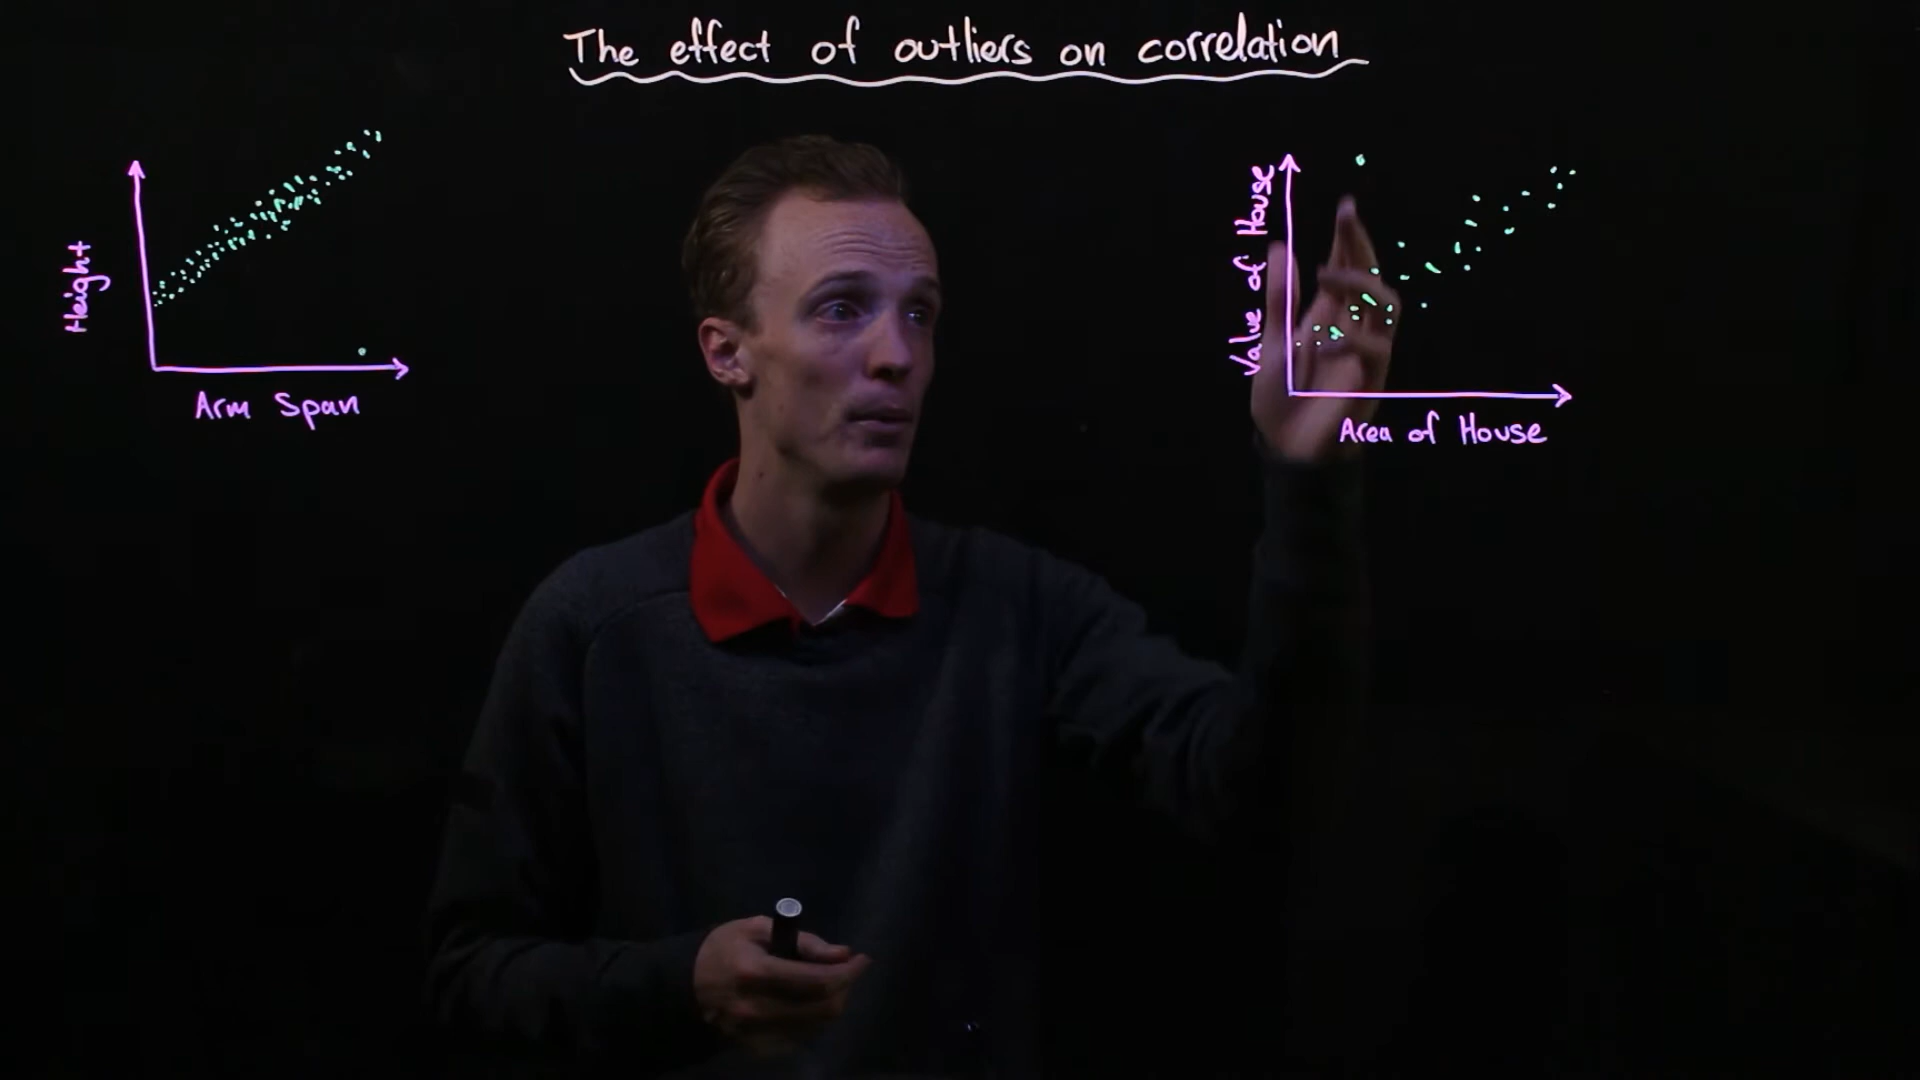 The effect of outliers on correlation
Height
Arm Span
Value of House
Area of House